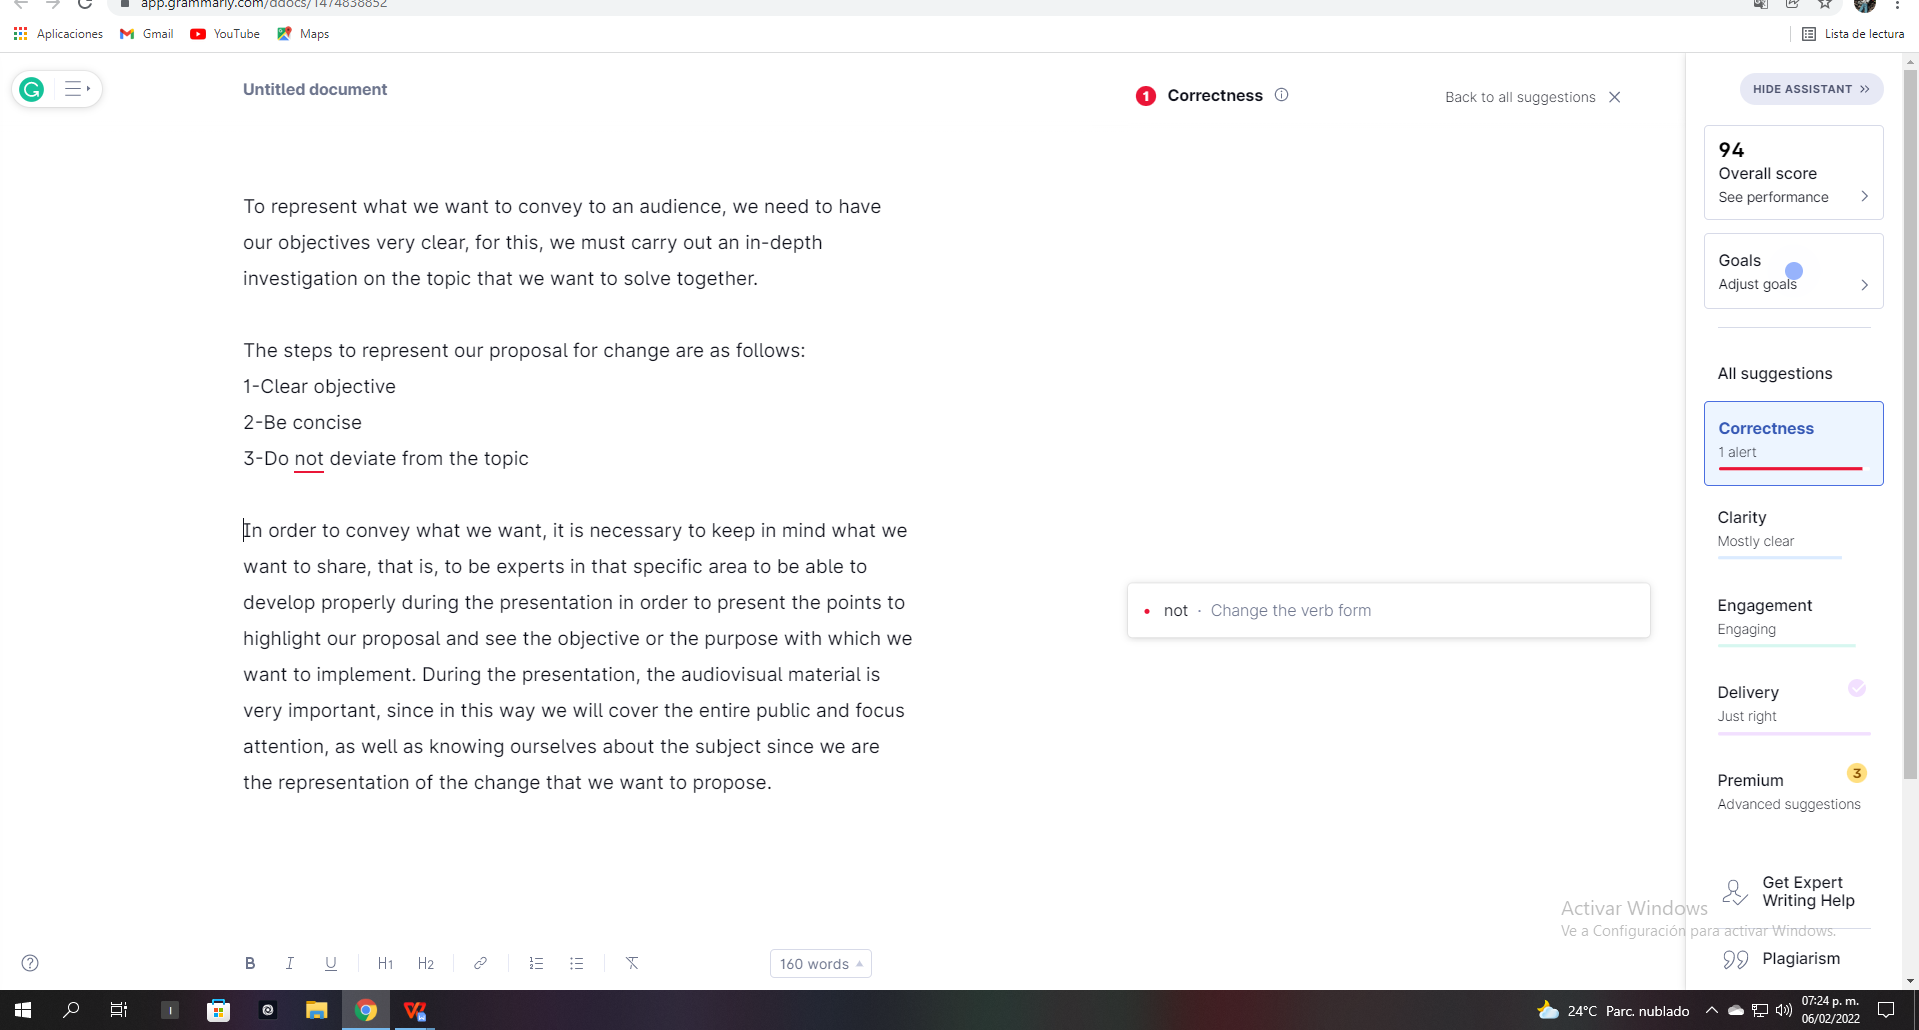 app.grammarly.com/ddocs/1474838852
Aplicaciones
Gmail
YouTube
Maps
Lista de lectura
Untitled document
1 Correctness
Back to all suggestions
HIDE ASSISTANT
94
Overall score
See performance
Goals
Adjust goals
To represent what we want to convey to an audience, we need to have
our objectives very clear, for this, we must carry out an in-depth
investigation on the topic that we want to solve together.
The steps to represent our proposal for change are as follows:
1-Clear objective
2-Be concise
3-Do not deviate from the topic
In order to convey what we want, it is necessary to keep in mind what we
want to share, that is, to be experts in that specific area to be able to
develop properly during the presentation in order to present the points to
highlight our proposal and see the objective or the purpose with which we
want to implement. During the presentation, the audiovisual material is
very important, since in this way we will cover the entire public and focus
attention, as well as knowing ourselves about the subject since we are
the representation of the change that we want to propose.
not · Change the verb form
All suggestions
Correctness
1 alert
Clarity
Mostly clear
Engagement
Engaging
Delivery
Just right
Premium
3
Advanced suggestions
Get Expert
Writing Help
Plagiarism
Activar Windows
Ve a Configuración para activar Windows.
B I U H1 H2
160 words
24°C Parc. nublado
07:24 p. m.
06/02/2022